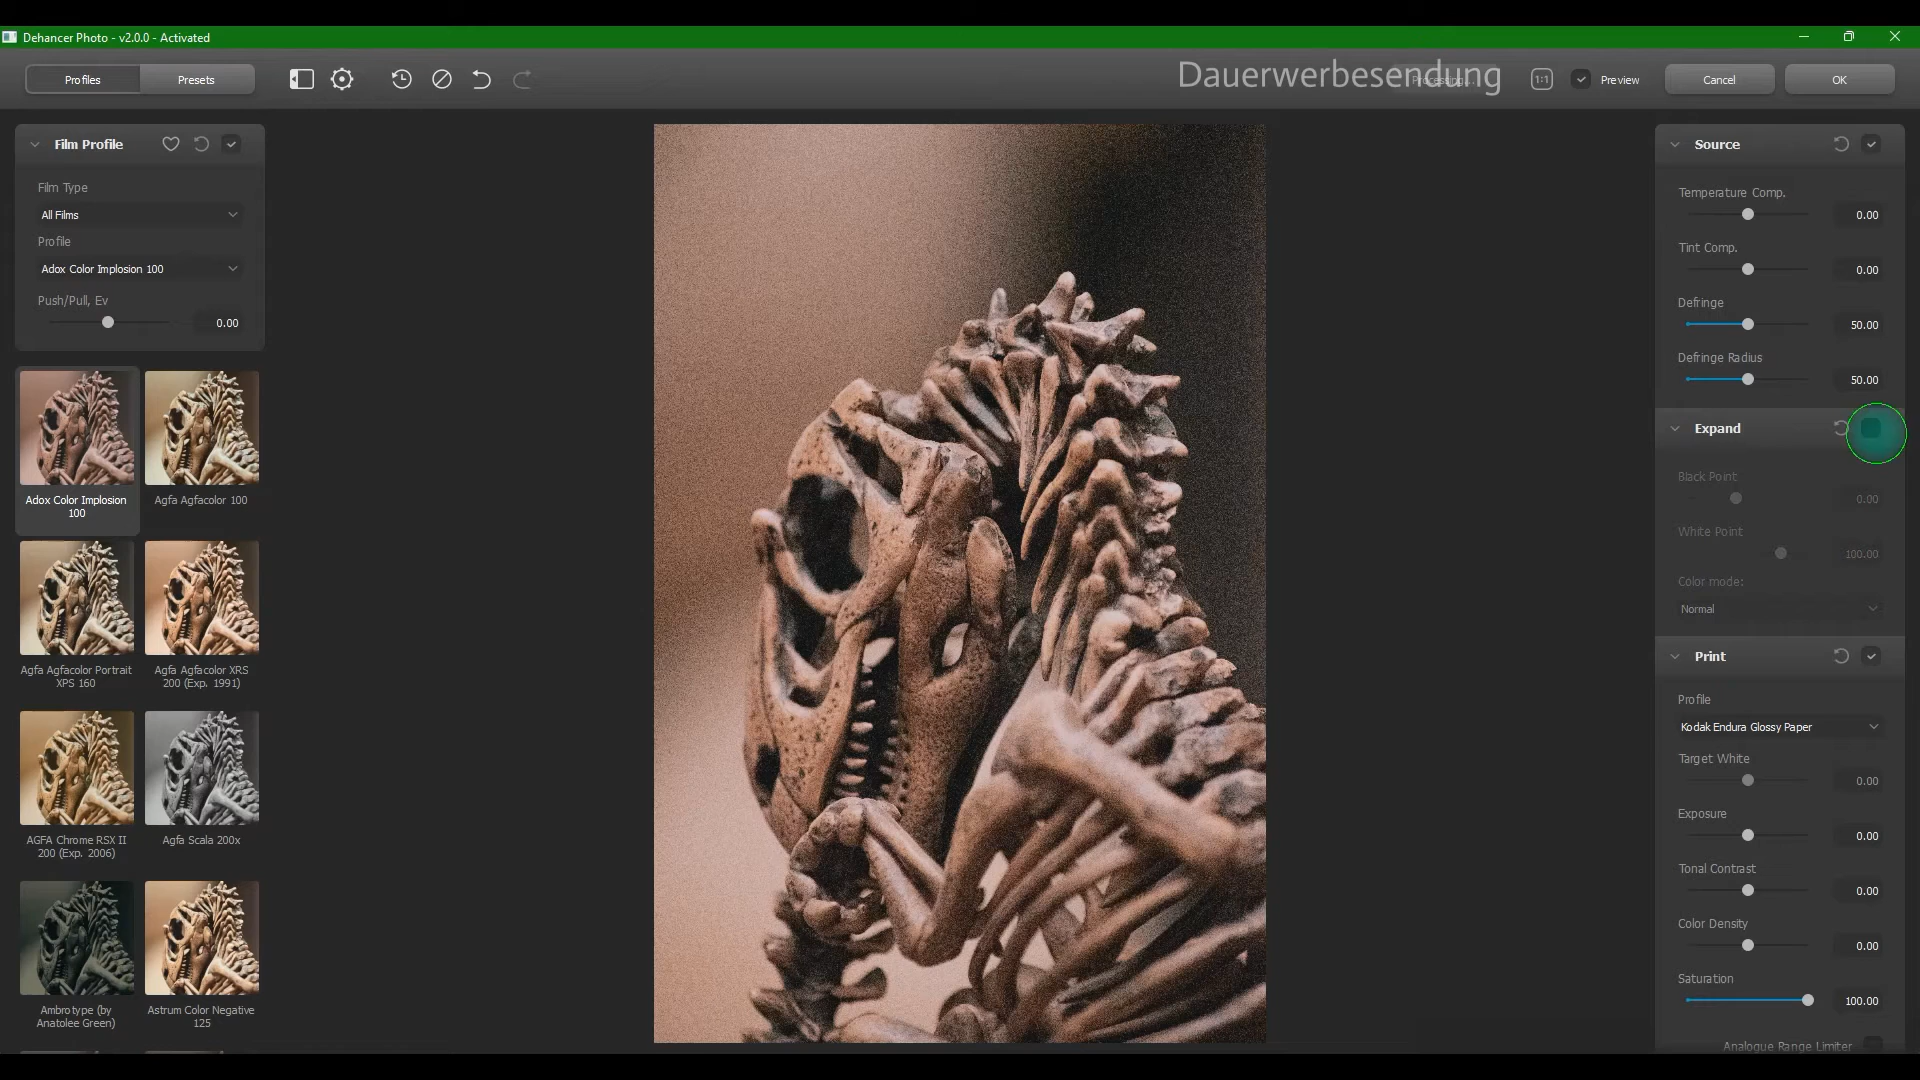 Dehancer Photo - v2.0.0 - Activated
Profiles
Presets
Dauerwerbesendung
1:1
Preview
Cancel
OK
Film Profile
Film Type
All Films
Profile
Adox Color Implosion 100
Push/Pull, Ev
0.00
Adox Color Implosion
100
Agfa Agfacolor 100
Agfa Agfacolor Portrait
XPS 160
Agfa Agfacolor XRS
200 (Exp. 1991)
AGFA Chrome RSX II
200 (Exp. 2006)
Agfa Scala 200x
Ambrotype (by
Anatolee Green)
Astrum Color Negative
125
Source
Temperature Comp.
0.00
Tint Comp.
0.00
Defringe
50.00
Defringe Radius
50.00
Expand
Black Point
0.00
White Point
100.00
Color mode:
Normal
Print
Profile
Kodak Endura Glossy Paper
Target White
0.00
Exposure
0.00
Tonal Contrast
0.00
Color Density
0.00
Saturation
100.00
Analogue Range Limiter